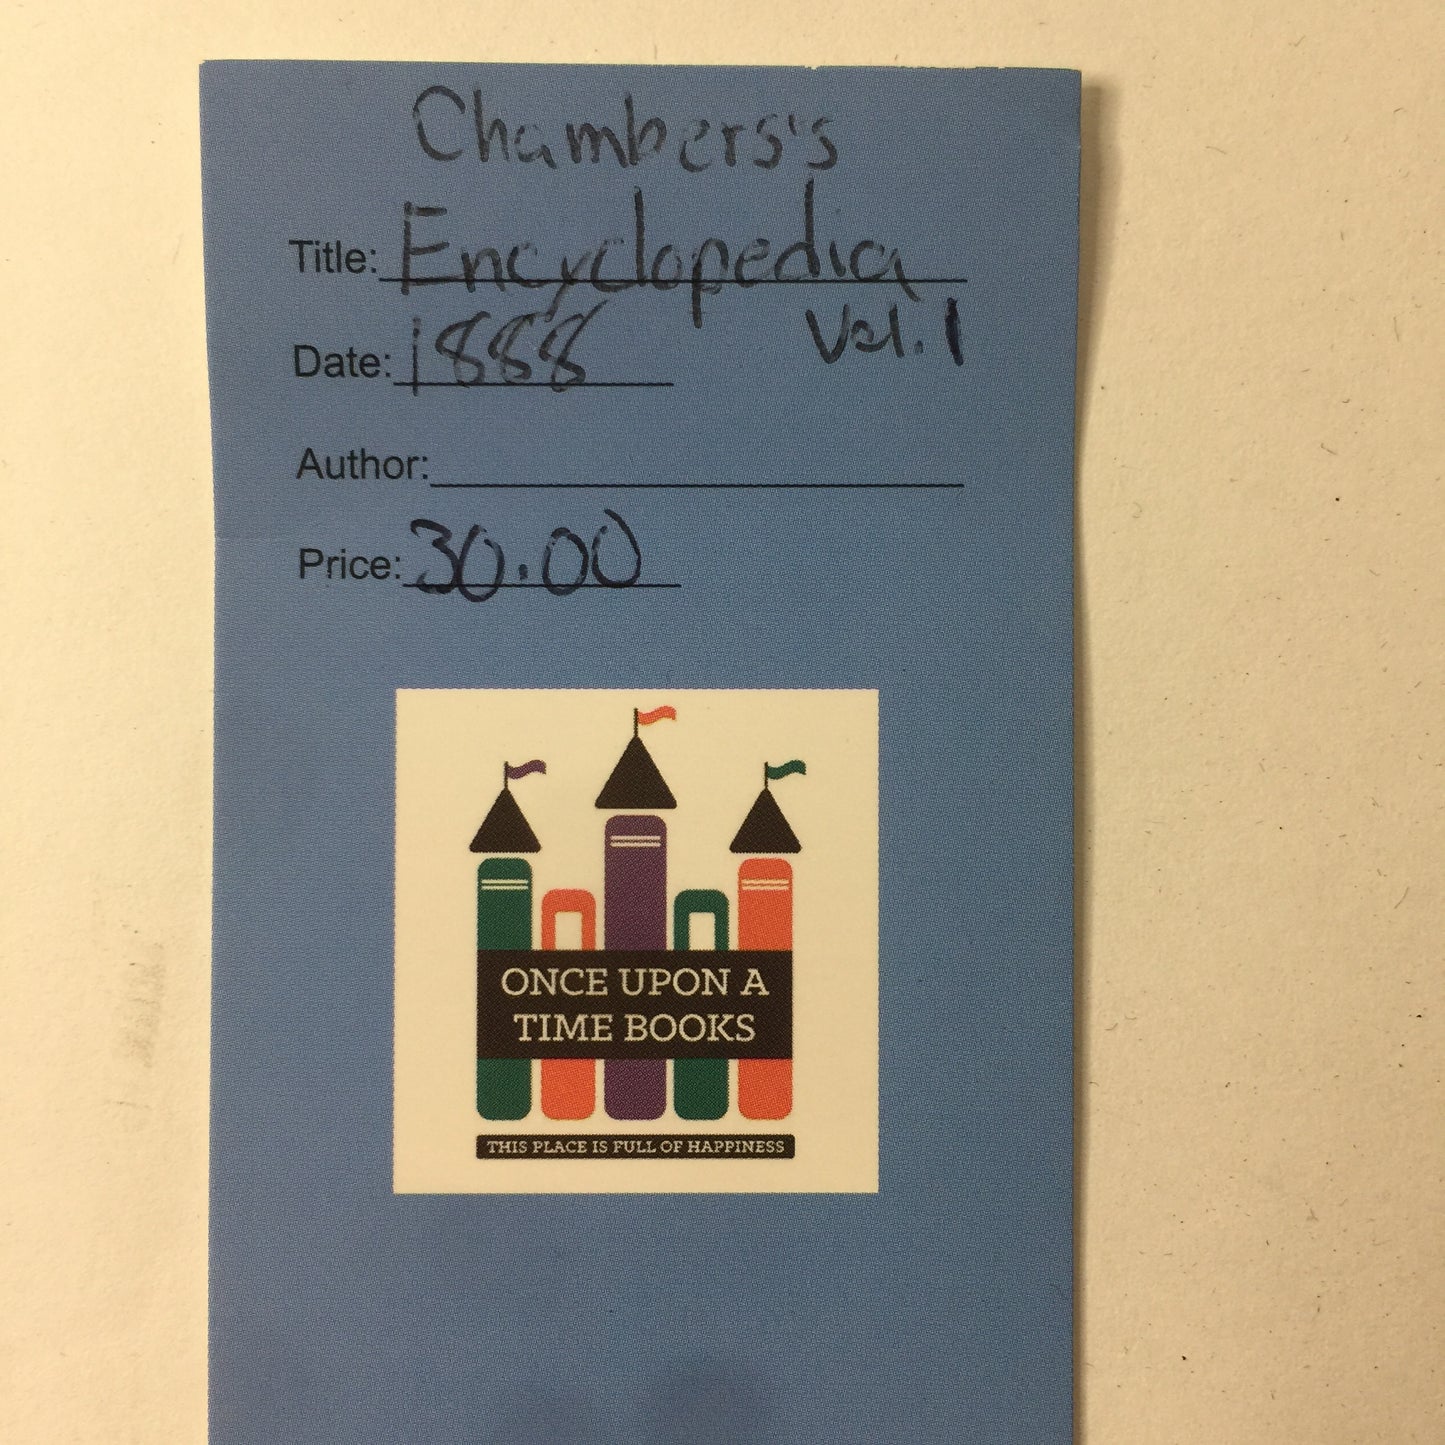 Chambers's
Title: Encyclopedia
Vol. 1
Date: 1888
Author:
Price: 30.00
ONCE UPON A
TIME BOOKS
THIS PLACE IS FULL OF HAPPINESS